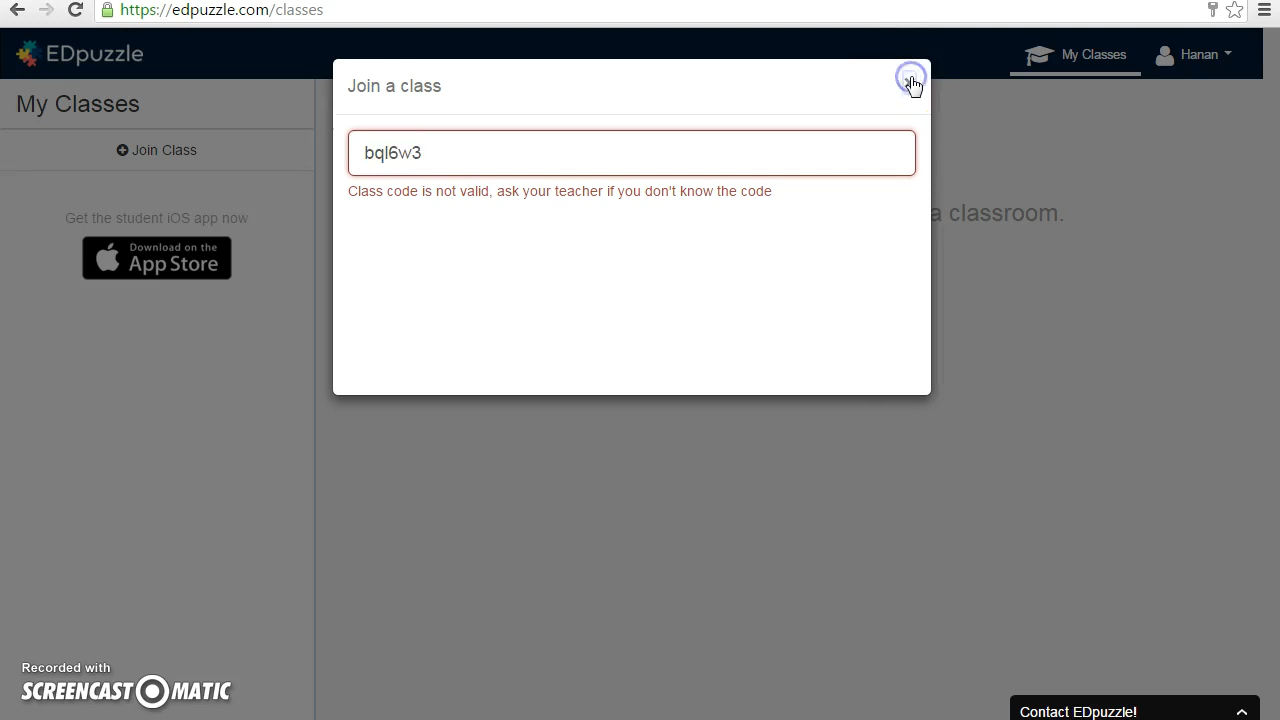 https://edpuzzle.com/classes
EDpuzzle
My Classes
Hanan
My Classes
Join Class
Get the student iOS app now
Download on the
App Store
Join a class
bql6w3
Class code is not valid, ask your teacher if you don't know the code
a classroom.
Recorded with
SCREENCAST MATIC
Contact EDpuzzle!